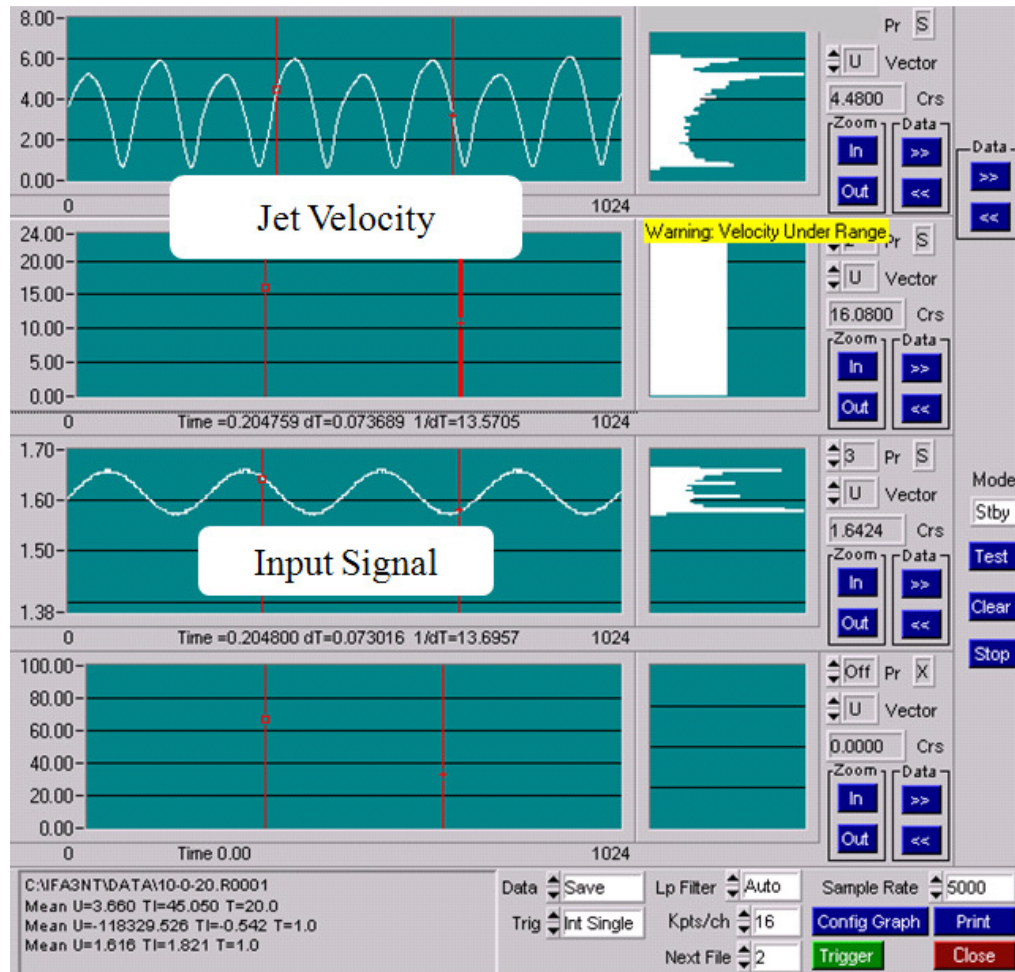 8.00
6.00
4.00
2.00
0.00
0 1024
Jet Velocity
Pr S
U Vector
4.4800 Crs
Zoom Data
In >>
Out <<
Data
>>
<<
24.00
20.00
15.00
10.00
5.00
0.00
0 Time =0.204759 dT=0.073689 1/dT=13.5705 1024
Warning: Velocity Under Range
Pr S
U Vector
16.0800 Crs
Zoom Data
In >>
Out <<
1.70
1.60
1.50
1.38
Input Signal
0 Time =0.204800 dT=0.073016 1/dT=13.6957 1024
3 Pr S
U Vector
1.6424 Crs
Zoom Data
In >>
Out <<
Mode
Stby
Test
Clear
Stop
100.00
80.00
60.00
40.00
20.00
0.00
0 Time 0.00 1024
Off Pr X
U Vector
0.0000 Crs
Zoom Data
In >>
Out <<
C:\IFA3NT\DATA\10-0-20.R0001
Mean U=3.660 TI=45.050 T=20.0
Mean U=-118329.526 TI=-0.542 T=1.0
Mean U=1.616 TI=1.821 T=1.0
Data Save
Trig Int Single
Lp Filter Auto
Kpts/ch 16
Next File 2
Sample Rate 5000
Config Graph Print
Trigger Close